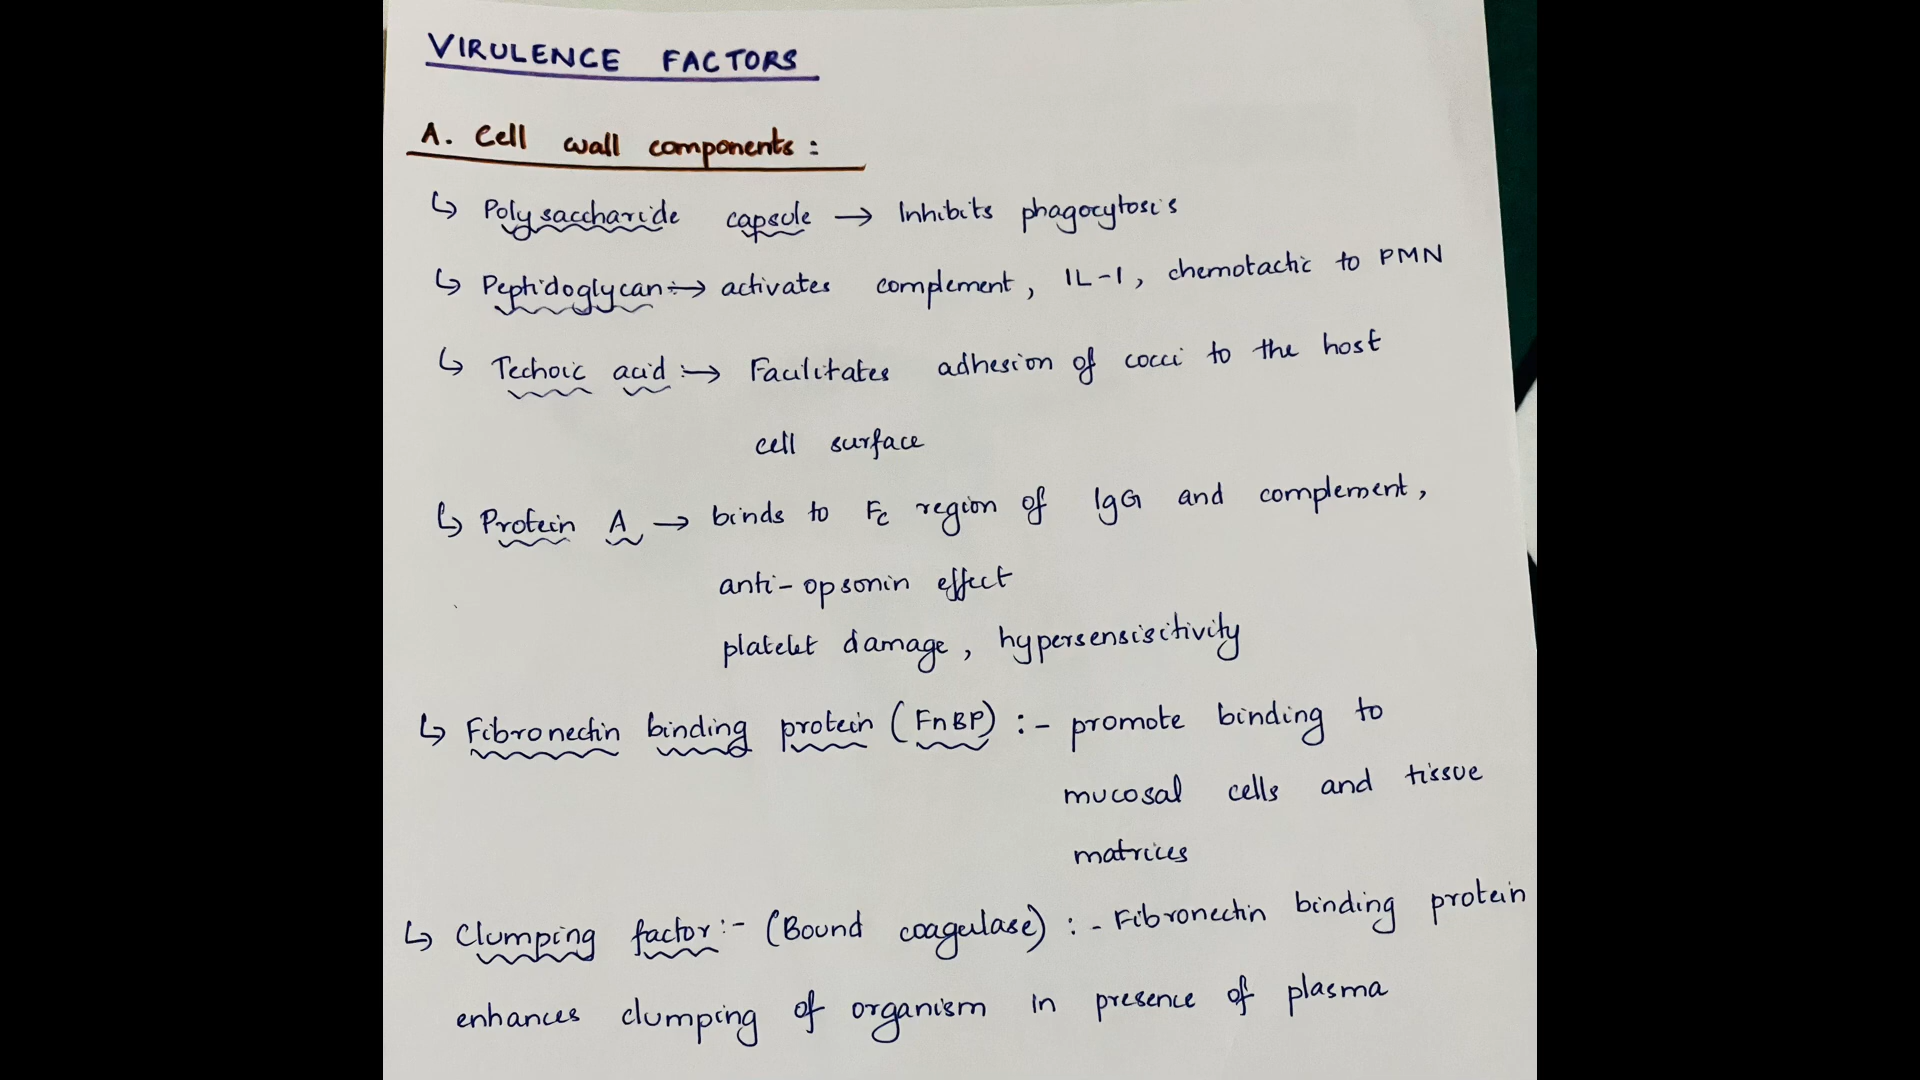 VIRULENCE FACTORS
A. Cell wall components :
↳ Polysaccharide capsule → Inhibits phagocytosis
↳ Peptidoglycan :→ activates complement, IL-1, chemotactic to PMN
↳ Techoic acid :→ Facilitates adhesion of cocci to the host
cell surface
↳ Protein A → binds to Fc region of IgG and complement,
anti-opsonin effect
platelet damage, hypersensiscitivity
↳ Fibronectin binding protein (FnBP) :- promote binding to
mucosal cells and tissue
matrices
↳ Clumping factor :- (Bound coagulase) :- Fibronectin binding protein
enhances clumping of organism in presence of plasma